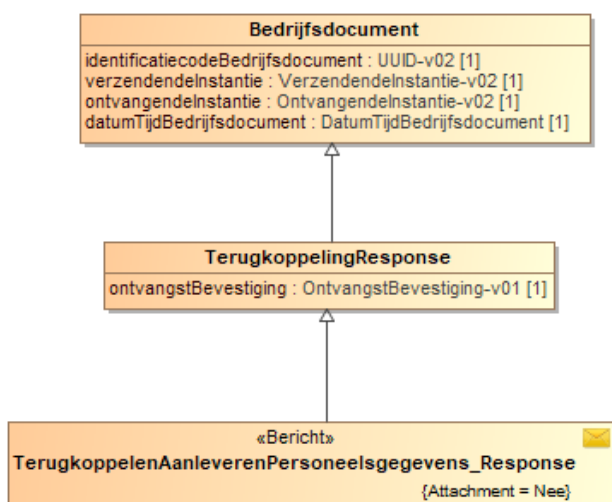 Bedrijfsdocument
identificatiecodeBedrijfsdocument : UUID-v02 [1]
verzendendeInstantie : VerzendendeInstantie-v02 [1]
ontvangendeInstantie : OntvangendeInstantie-v02 [1]
datumTijdBedrijfsdocument : DatumTijdBedrijfsdocument [1]
TerugkoppelingResponse
ontvangstBevestiging : OntvangstBevestiging-v01 [1]
«Bericht»
TerugkoppelenAanleverenPersoneelsgegevens_Response
{Attachment = Nee}